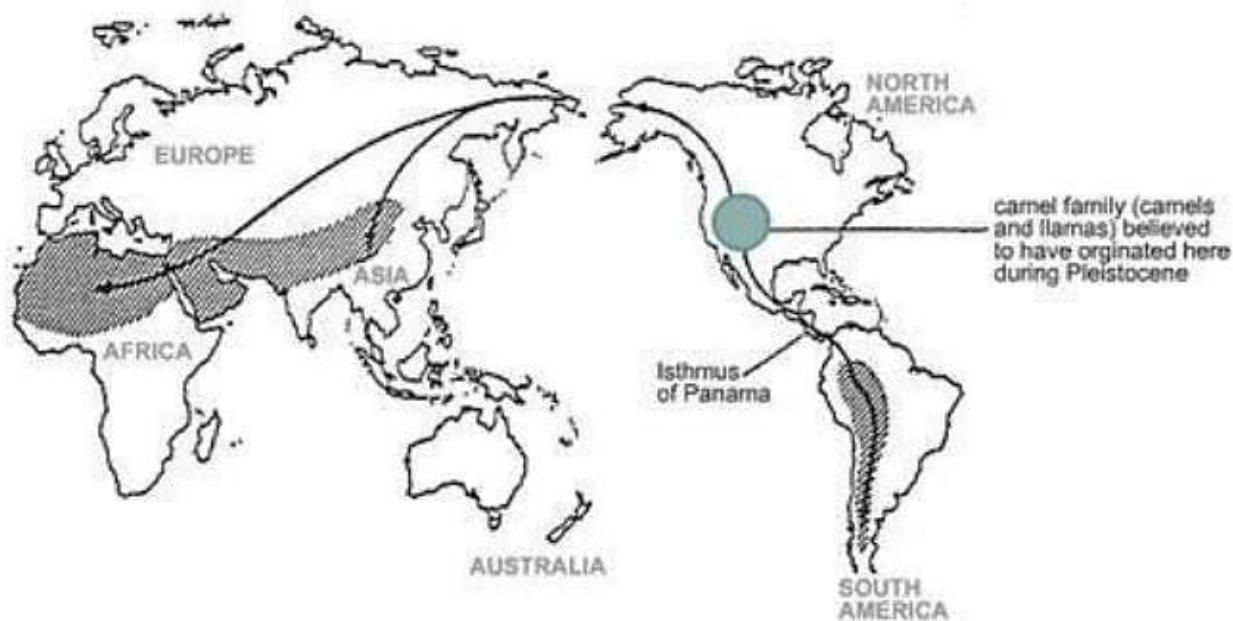 NORTH
AMERICA
EUROPE
camel family (camels
and llamas) believed
to have orginated here
during Pleistocene
ASIA
AFRICA
Isthmus
of Panama
AUSTRALIA
SOUTH
AMERICA